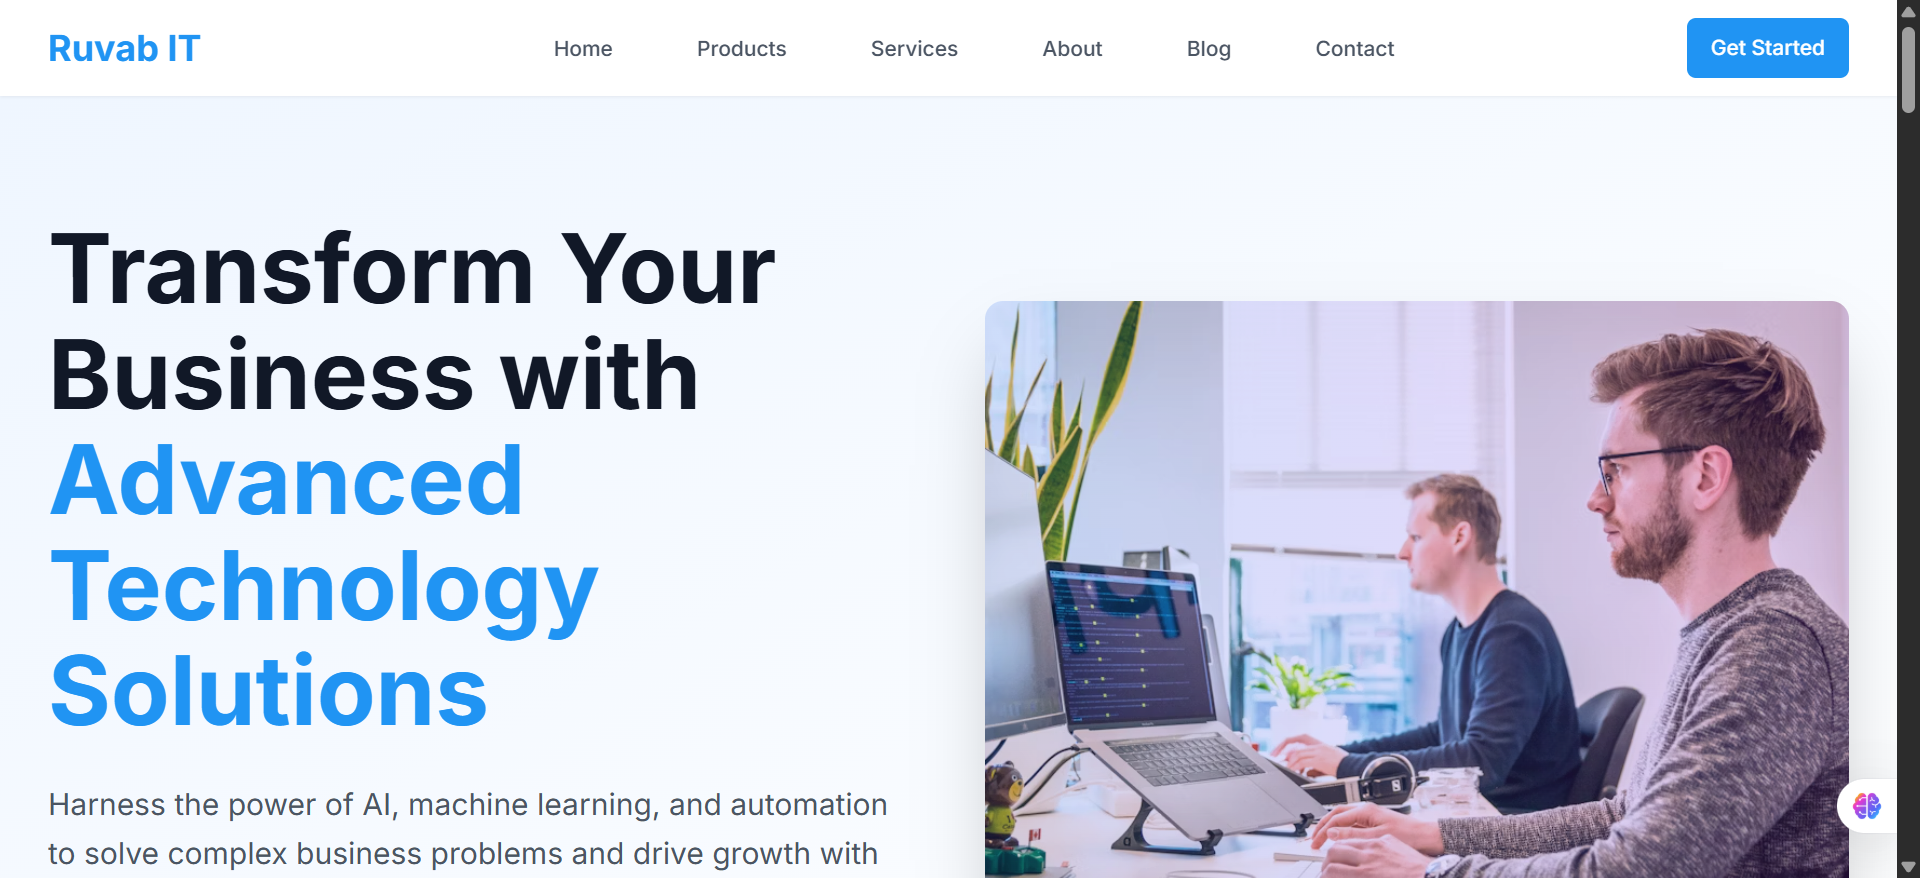 Ruvab IT
Home
Products
Services
About
Blog
Contact
Get Started
Transform Your
Business with
Advanced
Technology
Solutions
Harness the power of AI, machine learning, and automation
to solve complex business problems and drive growth with